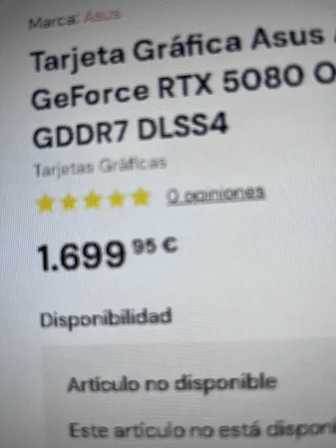 Marca: Asus
Tarjeta Gráfica Asus
GeForce RTX 5080 O
GDDR7 DLSS4
Tarjetas Gráficas
0 opiniones
1.699 95 €
Disponibilidad
Artículo no disponible
Este artículo no está dispon